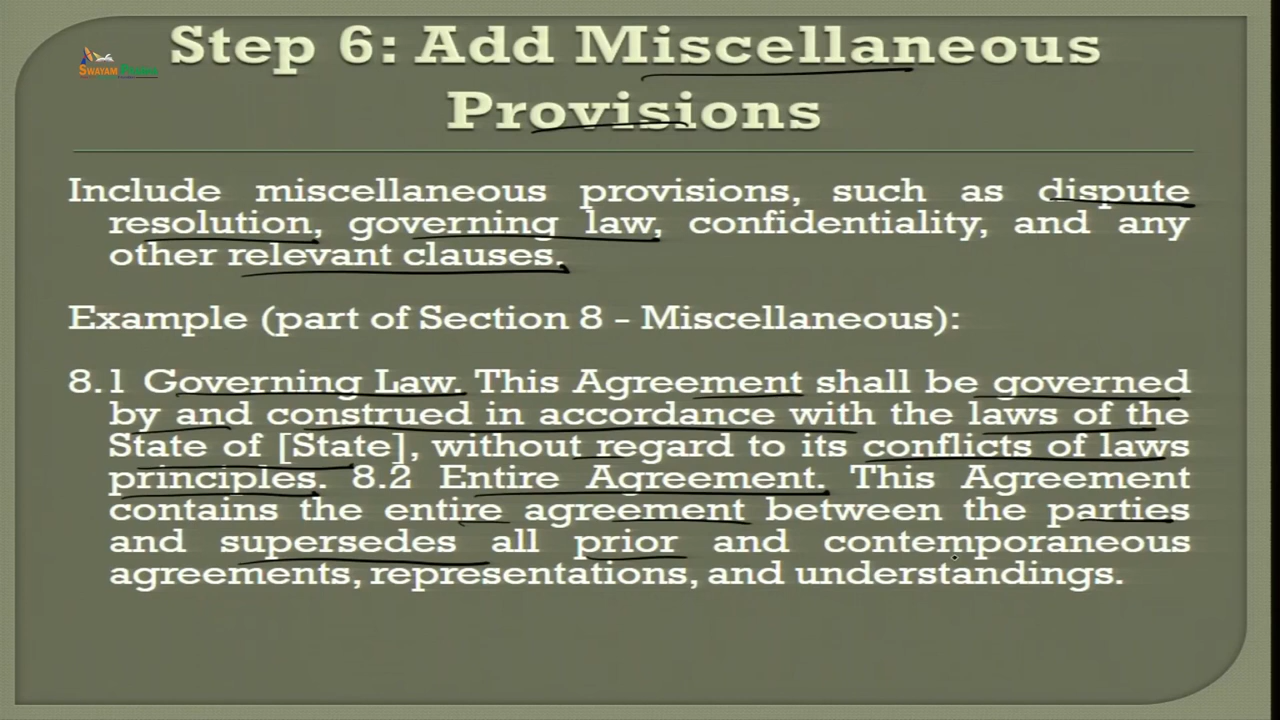 Step 6: Add Miscellaneous
Provisions
SWAYAM
Include miscellaneous provisions, such as dispute
resolution, governing law, confidentiality, and any
other relevant clauses.
Example (part of Section 8 – Miscellaneous):
8.1 Governing Law. This Agreement shall be governed
by and construed in accordance with the laws of the
State of [State], without regard to its conflicts of laws
principles. 8.2 Entire Agreement. This Agreement
contains the entire agreement between the parties
and supersedes all prior and contemporaneous
agreements, representations, and understandings.